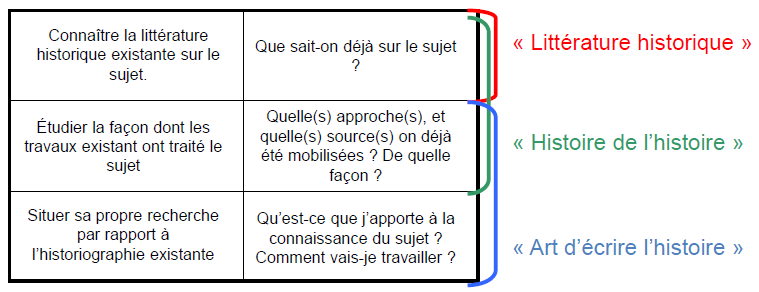 Connaître la littérature
historique existante sur le
sujet.
Que sait-on déjà sur le sujet
?
« Littérature historique »
Étudier la façon dont les
travaux existant ont traité le
sujet
Quelle(s) approche(s), et
quelle(s) source(s) on déjà
été mobilisées ? De quelle
façon ?
« Histoire de l’histoire »
Situer sa propre recherche
par rapport à
l’historiographie existante
Qu’est-ce que j’apporte à la
connaissance du sujet ?
Comment vais-je travailler ?
« Art d’écrire l’histoire »